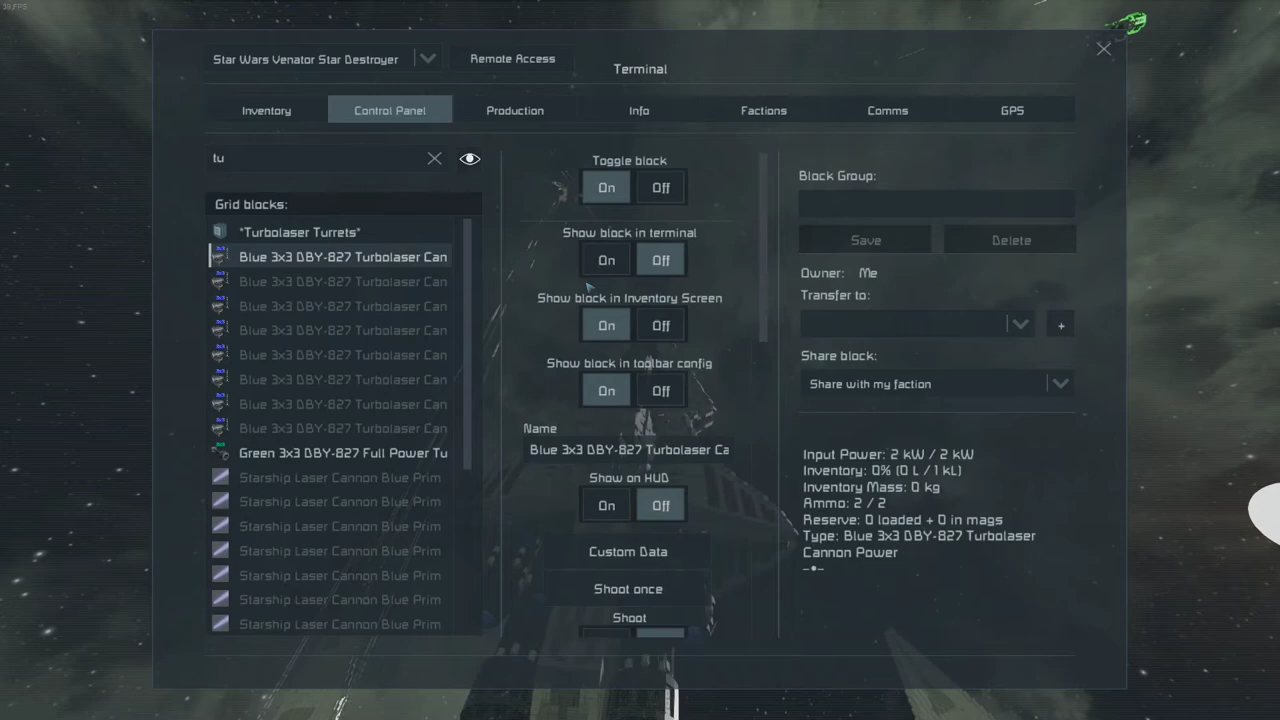 39 FPS
Star Wars Venator Star Destroyer
Remote Access
Terminal
Inventory
Control Panel
Production
Info
Factions
Comms
GPS
tu
Grid blocks:
*Turbolaser Turrets*
Blue 3x3 DBY-827 Turbolaser Can
Blue 3x3 DBY-827 Turbolaser Can
Blue 3x3 DBY-827 Turbolaser Can
Blue 3x3 DBY-827 Turbolaser Can
Blue 3x3 DBY-827 Turbolaser Can
Blue 3x3 DBY-827 Turbolaser Can
Blue 3x3 DBY-827 Turbolaser Can
Blue 3x3 DBY-827 Turbolaser Can
Green 3x3 DBY-827 Full Power Tu
Starship Laser Cannon Blue Prim
Starship Laser Cannon Blue Prim
Starship Laser Cannon Blue Prim
Starship Laser Cannon Blue Prim
Starship Laser Cannon Blue Prim
Starship Laser Cannon Blue Prim
Starship Laser Cannon Blue Prim
Toggle block
On Off
Show block in terminal
On Off
Show block in Inventory Screen
On Off
Show block in toolbar config
On Off
Name
Blue 3x3 DBY-827 Turbolaser Ca
Show on HUD
On Off
Custom Data
Shoot once
Shoot
Block Group:
Save
Delete
Owner: Me
Transfer to:
+
Share block:
Share with my faction
Input Power: 2 kW / 2 kW
Inventory: 0% (0 L / 1 kL)
Inventory Mass: 0 kg
Ammo: 2 / 2
Reserve: 0 loaded + 0 in mags
Type: Blue 3x3 DBY-827 Turbolaser
Cannon Power
-•-